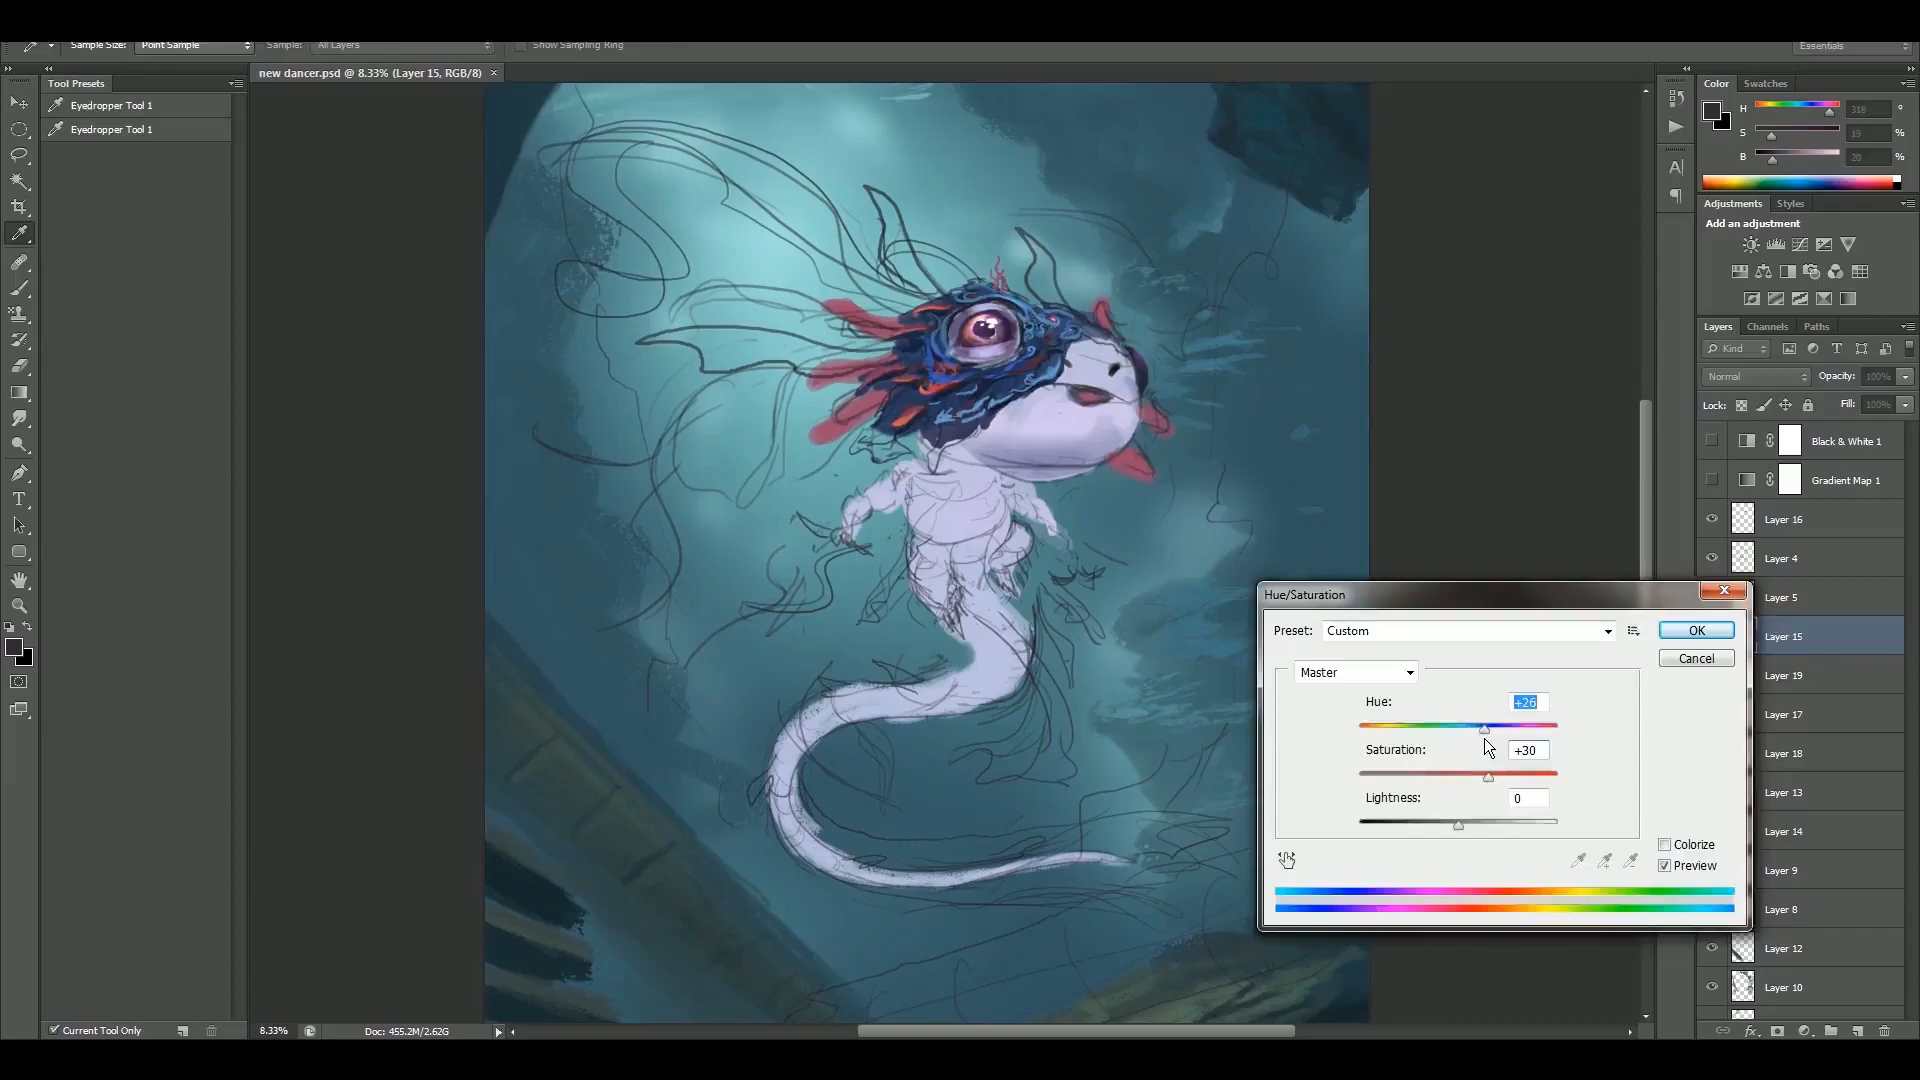 Sample Size: Point Sample Sample: All Layers Show Sampling Ring Essentials
new dancer.psd @ 8.33% (Layer 15, RGB/8) ×
Tool Presets
Eyedropper Tool 1
Eyedropper Tool 1
Current Tool Only
8.33% Doc: 455.2M/2.62G
Color Swatches
H 318 °
S 19 %
B 20 %
Adjustments Styles
Add an adjustment
Layers Channels Paths
Kind
Normal Opacity: 100%
Lock: Fill: 100%
Black & White 1
Gradient Map 1
Layer 16
Layer 4
Layer 5
Layer 15
Layer 19
Layer 17
Layer 18
Layer 13
Layer 14
Layer 9
Layer 8
Layer 12
Layer 10
Hue/Saturation
Preset: Custom OK
Cancel
Master
Hue: +26
Saturation: +30
Lightness: 0
Colorize
Preview